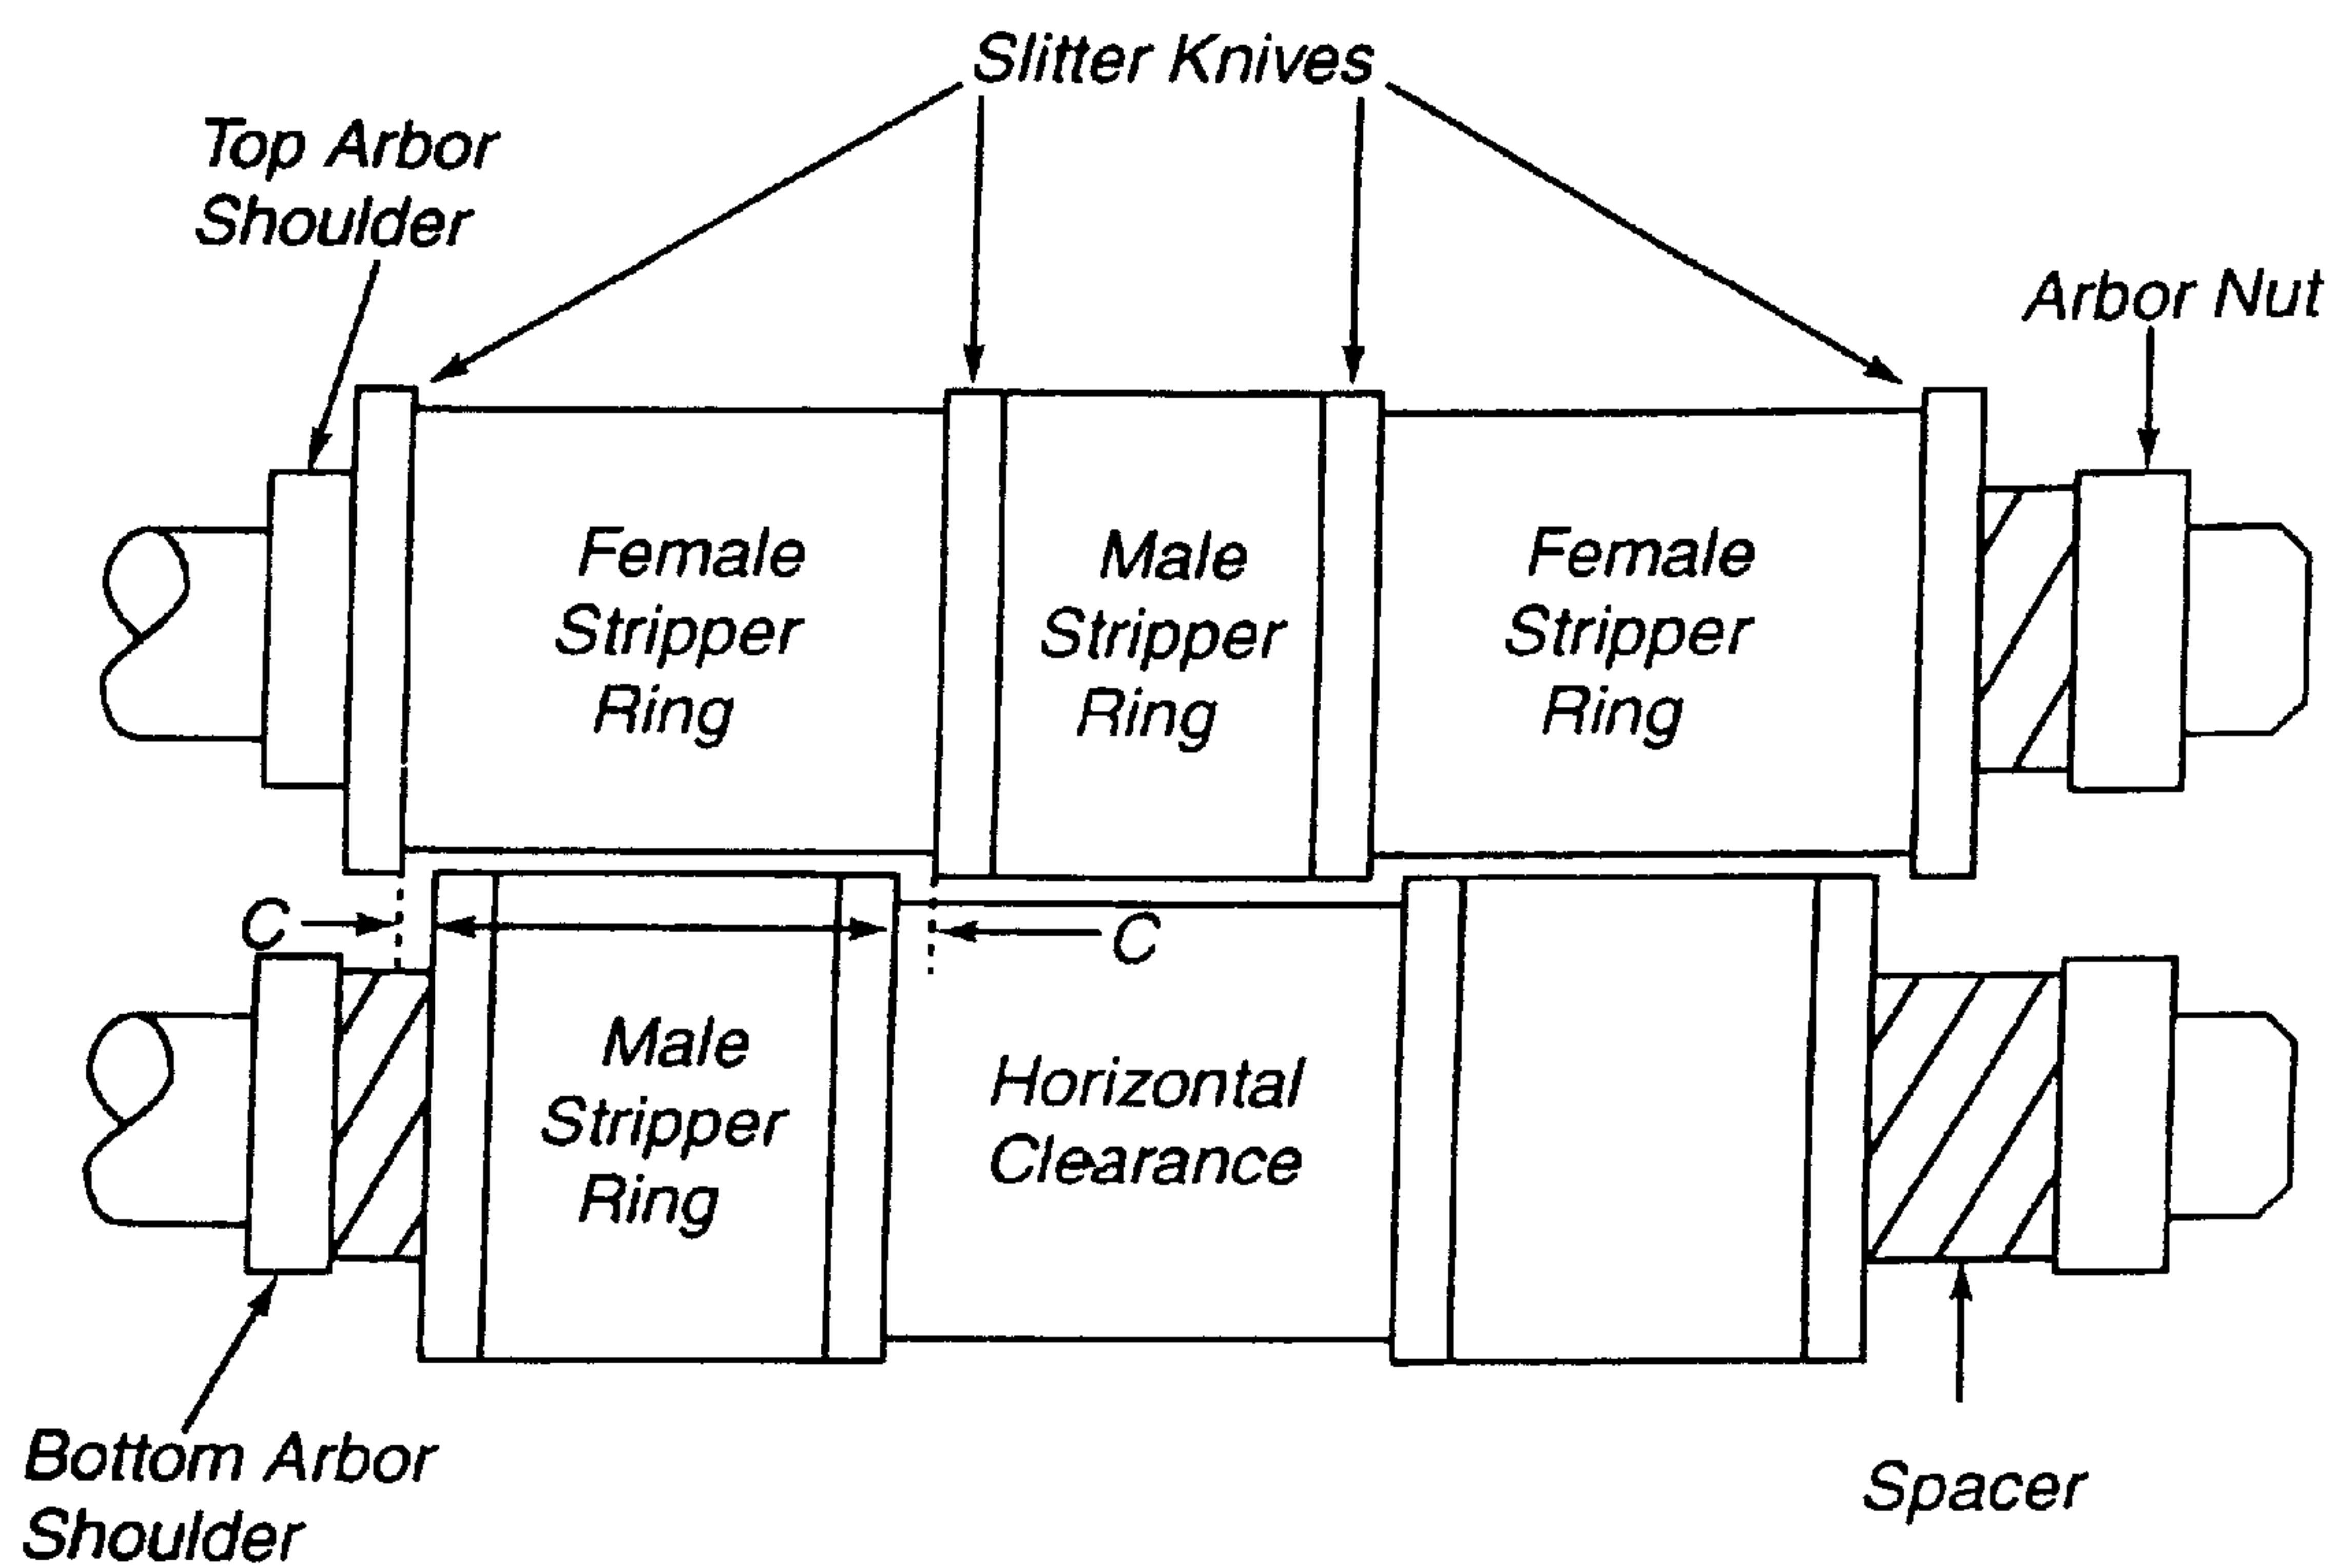 Slitter Knives
Top Arbor
Shoulder
Arbor Nut
Female
Stripper
Ring
Male
Stripper
Ring
Female
Stripper
Ring
C
C
Male
Stripper
Ring
Horizontal
Clearance
Bottom Arbor
Shoulder
Spacer